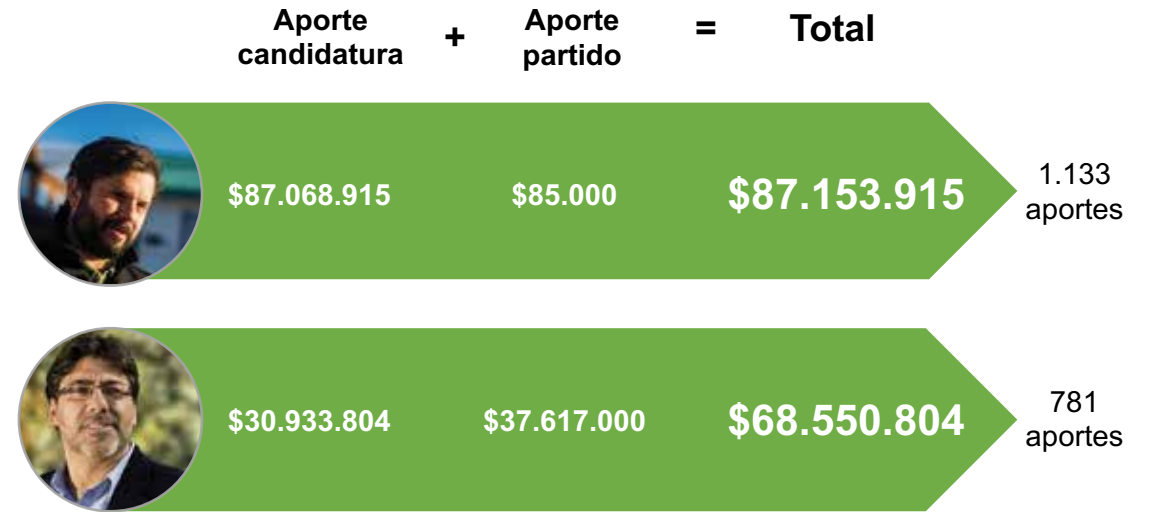 Aporte
candidatura
+
Aporte
partido
=
Total
$87.068.915
$85.000
$87.153.915
1.133
aportes
$30.933.804
$37.617.000
$68.550.804
781
aportes